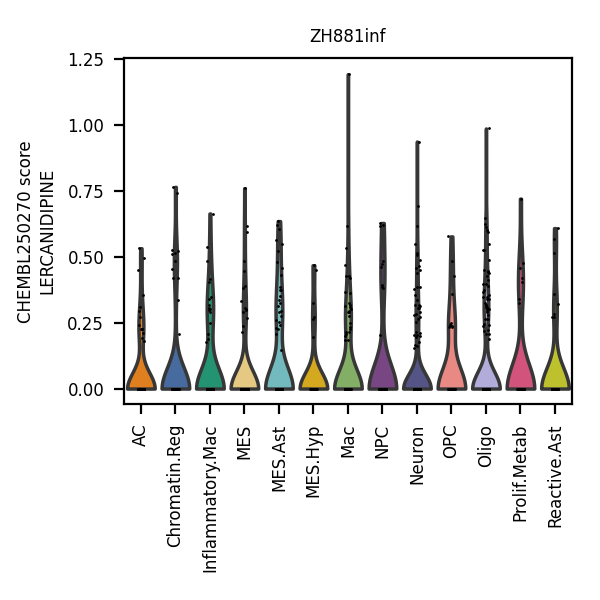 ZH881inf
CHEMBL250270 score
LERCANIDIPINE
1.25
1.00
0.75
0.50
0.25
0.00
AC
Chromatin.Reg
Inflammatory.Mac
MES
MES.Ast
MES.Hyp
Mac
NPC
Neuron
OPC
Oligo
Prolif.Metab
Reactive.Ast